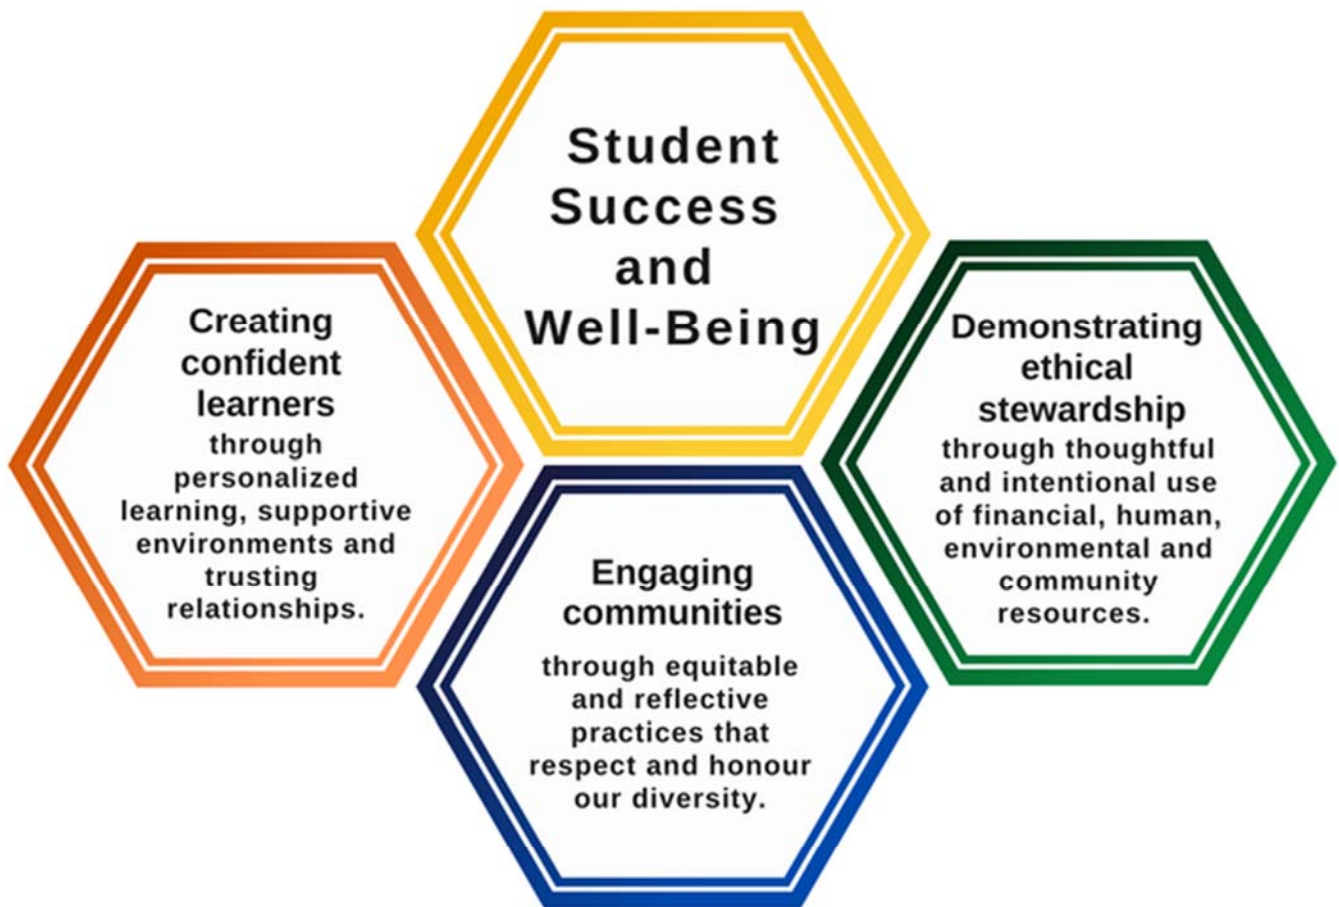 Student
Success
and
Well-Being
Creating
confident
learners
through
personalized
learning, supportive
environments and
trusting
relationships.
Engaging
communities
through equitable
and reflective
practices that
respect and honour
our diversity.
Demonstrating
ethical
stewardship
through thoughtful
and intentional use
of financial, human,
environmental and
community
resources.